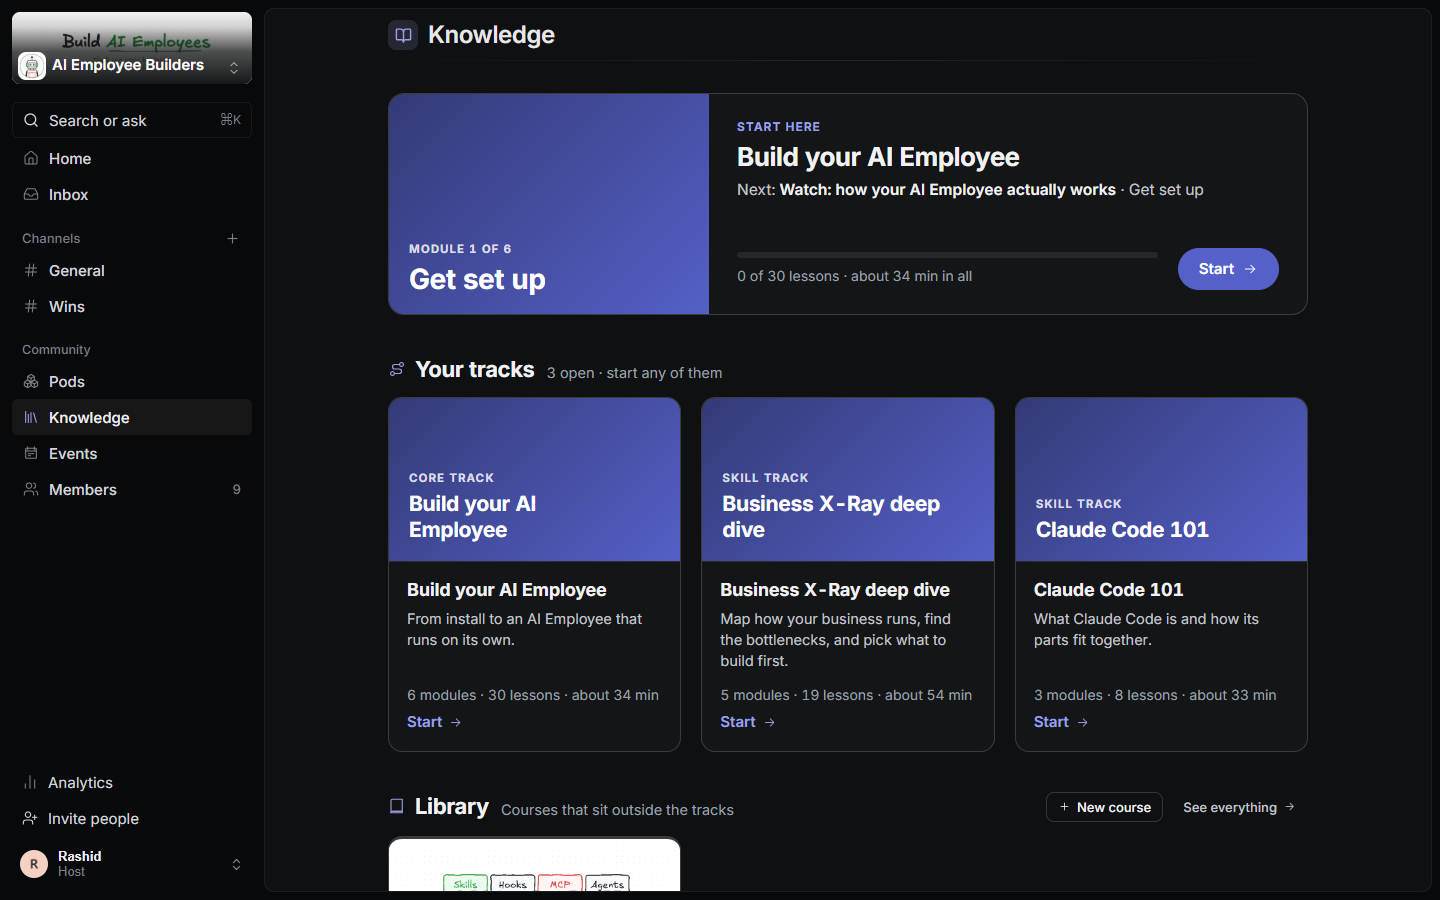 Build AI Employees
AI Employee Builders
Search or ask
⌘K
Home
Inbox
Channels
General
Wins
Community
Pods
Knowledge
Events
Members
9
Analytics
Invite people
R
Rashid
Host
Knowledge
MODULE 1 OF 6
Get set up
START HERE
Build your AI Employee
Next: Watch: how your AI Employee actually works · Get set up
0 of 30 lessons · about 34 min in all
Start →
Your tracks
3 open · start any of them
CORE TRACK
Build your AI
Employee
Build your AI Employee
From install to an AI Employee that
runs on its own.
6 modules · 30 lessons · about 34 min
Start →
SKILL TRACK
Business X-Ray deep
dive
Business X-Ray deep dive
Map how your business runs, find
the bottlenecks, and pick what to
build first.
5 modules · 19 lessons · about 54 min
Start →
SKILL TRACK
Claude Code 101
Claude Code 101
What Claude Code is and how its
parts fit together.
3 modules · 8 lessons · about 33 min
Start →
Library
Courses that sit outside the tracks
+ New course
See everything →
Skills
Hooks
MCP
Agents